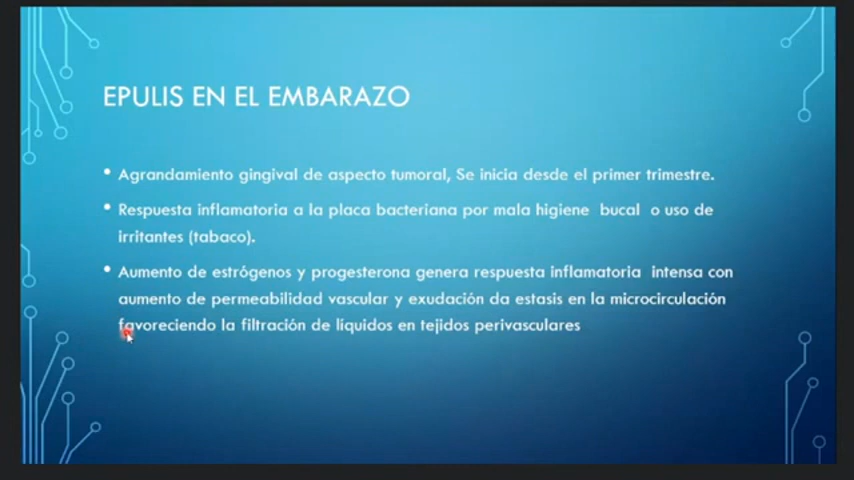 EPULIS EN EL EMBARAZO
• Agrandamiento gingival de aspecto tumoral, Se inicia desde el primer trimestre.
• Respuesta inflamatoria a la placa bacteriana por mala higiene bucal o uso de
irritantes (tabaco).
• Aumento de estrógenos y progesterona genera respuesta inflamatoria intensa con
aumento de permeabilidad vascular y exudación da estasis en la microcirculación
favoreciendo la filtración de líquidos en tejidos perivasculares